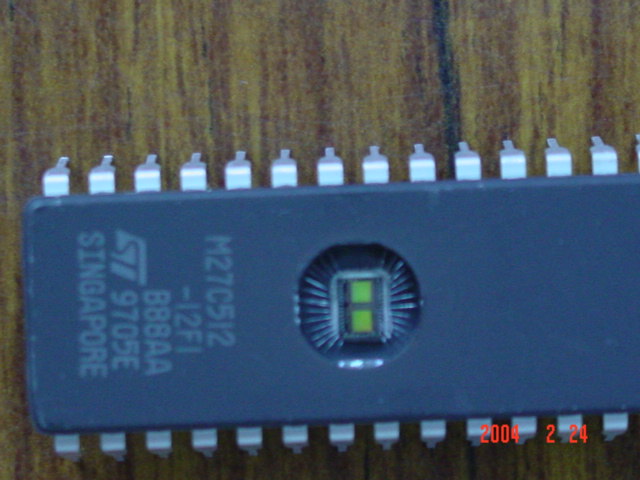 M27C512
-12F1
B88AA
ST 9705E
SINGAPORE
2004 2 24